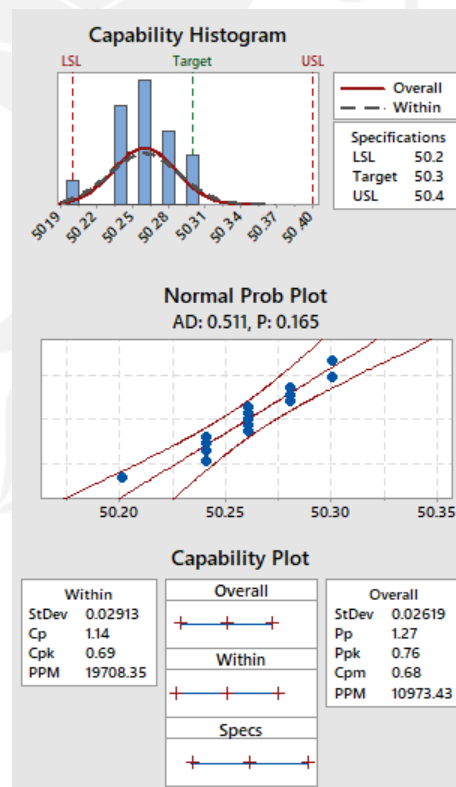 Capability Histogram
LSL Target USL
Overall
Within
Specifications
LSL 50.2
Target 50.3
USL 50.4
50.19 50.22 50.25 50.28 50.31 50.34 50.37 50.40
Normal Prob Plot
AD: 0.511, P: 0.165
50.20 50.25 50.30 50.35
Capability Plot
Within
StDev 0.02913
Cp 1.14
Cpk 0.69
PPM 19708.35
Overall
Within
Specs
Overall
StDev 0.02619
Pp 1.27
Ppk 0.76
Cpm 0.68
PPM 10973.43